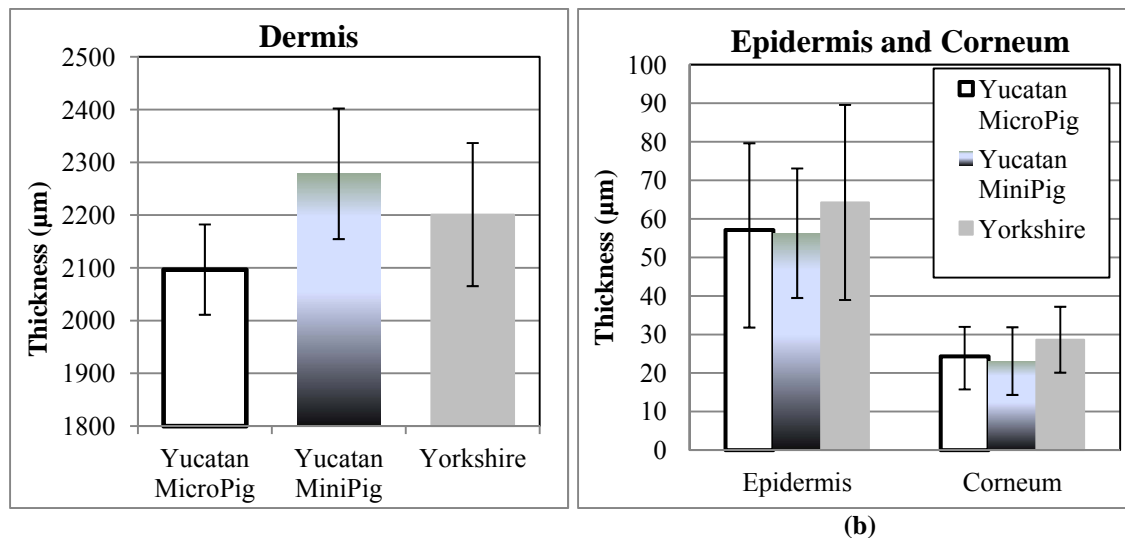 Dermis
2500
2400
2300
2200
2100
2000
1900
1800
Thickness (µm)
Yucatan
MicroPig
Yucatan
MiniPig
Yorkshire
Epidermis and Corneum
100
90
80
70
60
50
40
30
20
10
0
Thickness (µm)
Yucatan
MicroPig
Yucatan
MiniPig
Yorkshire
Epidermis
Corneum
(b)